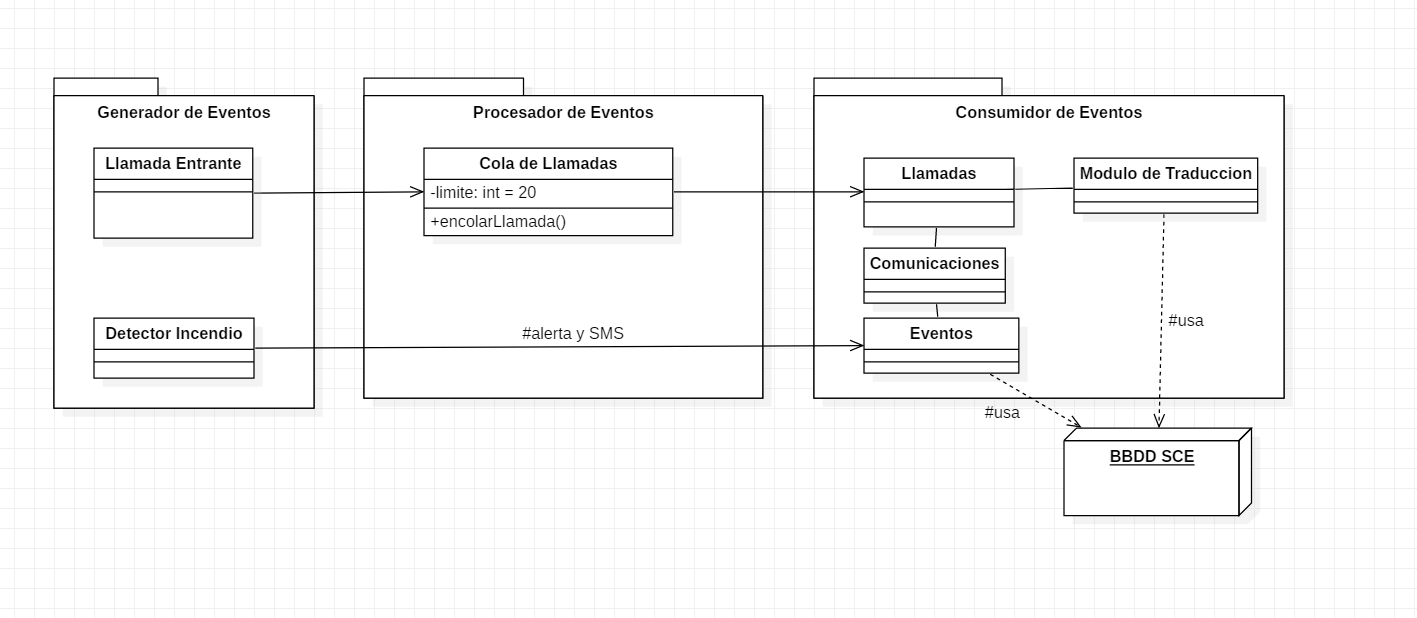 Generador de Eventos
Procesador de Eventos
Consumidor de Eventos
Llamada Entrante
Cola de Llamadas
-limite: int = 20
+encolarLlamada()
Llamadas
Modulo de Traduccion
Comunicaciones
Detector Incendio
#alerta y SMS
Eventos
#usa
#usa
BBDD SCE